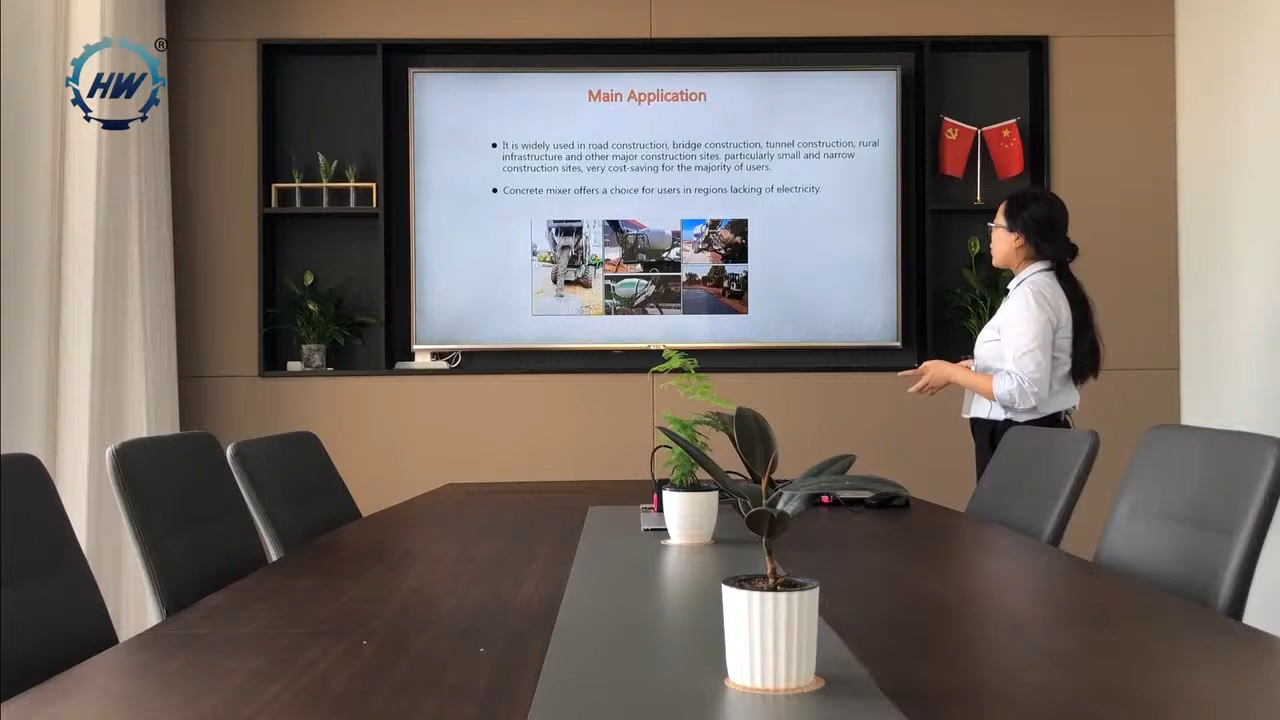 HW®
Main Application
● It is widely used in road construction, bridge construction, tunnel construction, rural
infrastructure and other major construction sites. particularly small and narrow
construction sites, very cost-saving for the majority of users.
● Concrete mixer offers a choice for users in regions lacking of electricity.